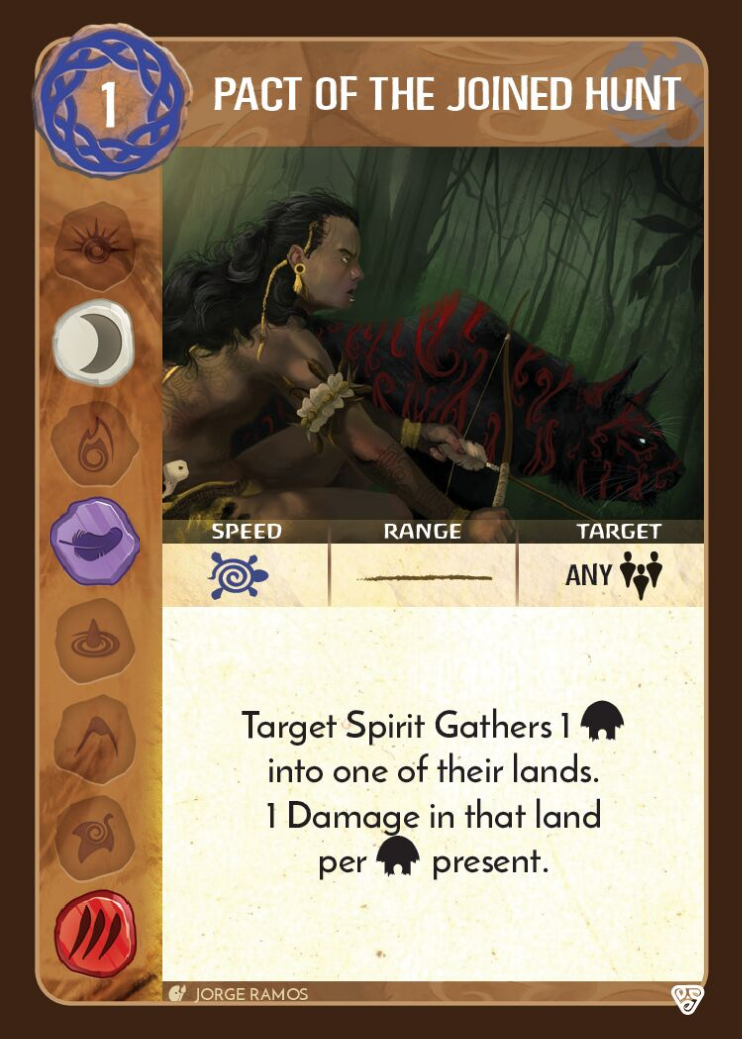 1
PACT OF THE JOINED HUNT
SPEED RANGE TARGET
ANY
Target Spirit Gathers 1
into one of their lands.
1 Damage in that land
per present.
JORGE RAMOS